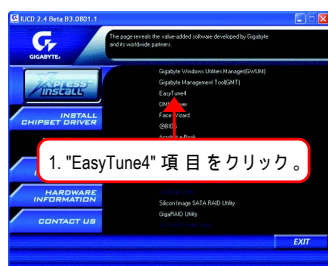 IUCD 2.4 Beta B3.0801.1
The page reveals the value-added software developed by Gigabyte
and its worldwide partners.
GIGABYTE
Xpress
INSTALL
Gigabyte Windows Utilities Manager(GWUM)
Gigabyte Management Tool(GMT)
EasyTune4
INSTALL
CHIPSET DRIVER
@BIOS
1. "EasyTune4" 項 目 を クリック 。
HARDWARE
INFORMATION
Silicon Image SATA RAID Utility
GigaRAID Utility
CONTACT US
EXIT